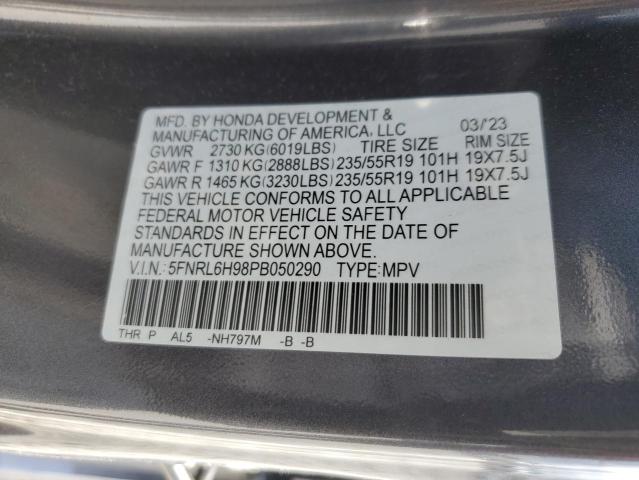 MFD. BY HONDA DEVELOPMENT &
MANUFACTURING OF AMERICA, LLC 03/'23
GVWR 2730 KG(6019LBS) TIRE SIZE RIM SIZE
GAWR F 1310 KG(2888LBS)235/55R19 101H 19X7.5J
GAWR R 1465 KG(3230LBS)235/55R19 101H 19X7.5J
THIS VEHICLE CONFORMS TO ALL APPLICABLE
FEDERAL MOTOR VEHICLE SAFETY
STANDARDS IN EFFECT ON THE DATE OF
MANUFACTURE SHOWN ABOVE.
V.I.N.:5FNRL6H98PB050290 TYPE:MPV
THR P AL5 -NH797M -B -B